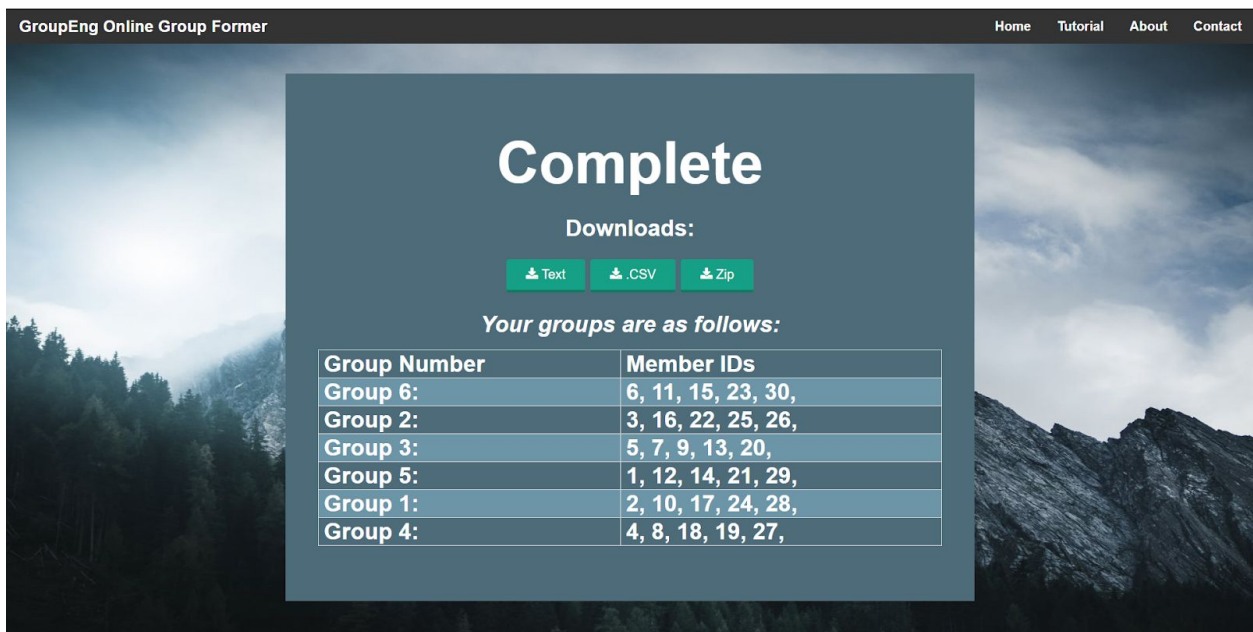 GroupEng Online Group Former Home Tutorial About Contact
Complete
Downloads:
Text .CSV Zip
Your groups are as follows:
Group Number Member IDs
Group 6: 6, 11, 15, 23, 30,
Group 2: 3, 16, 22, 25, 26,
Group 3: 5, 7, 9, 13, 20,
Group 5: 1, 12, 14, 21, 29,
Group 1: 2, 10, 17, 24, 28,
Group 4: 4, 8, 18, 19, 27,